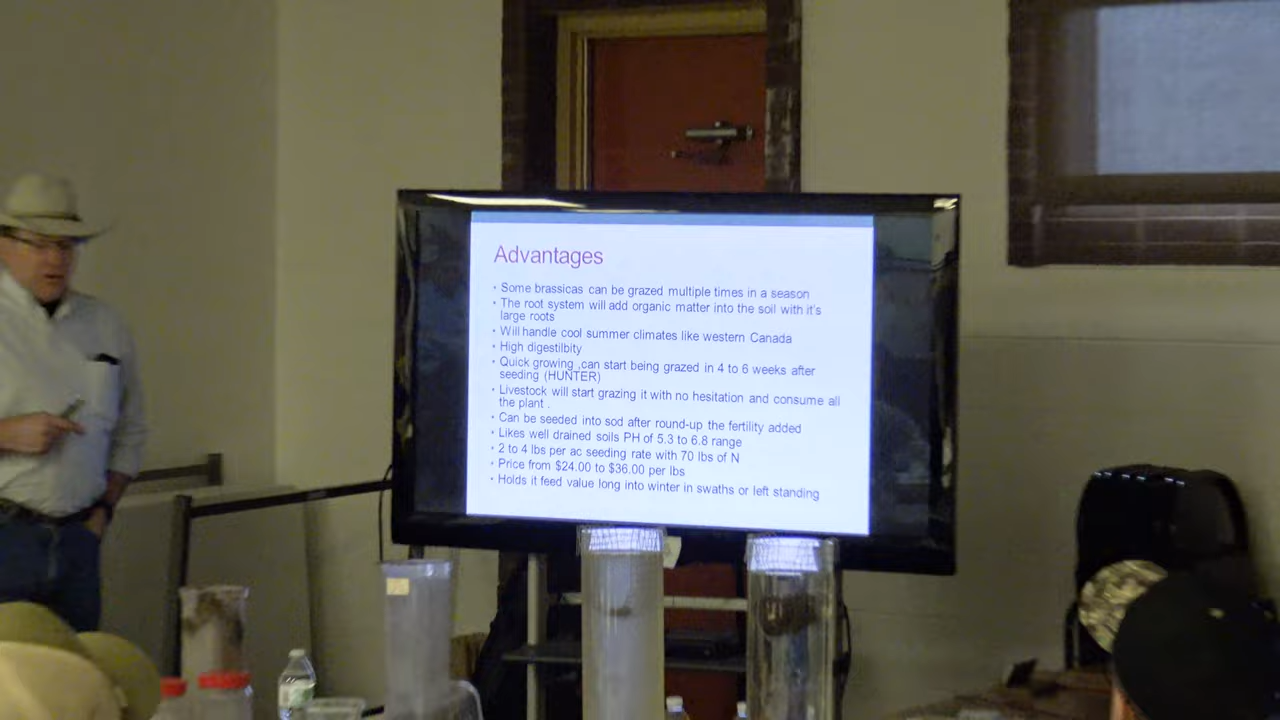 Advantages
• Some brassicas can be grazed multiple times in a season
• The root system will add organic matter into the soil with it's
large roots
• Will handle cool summer climates like western Canada
• High digestilbity
• Quick growing ,can start being grazed in 4 to 6 weeks after
seeding (HUNTER)
• Livestock will start grazing it with no hesitation and consume all
the plant .
• Can be seeded into sod after round-up the fertility added
• Likes well drained soils PH of 5.3 to 6.8 range
• 2 to 4 lbs per ac seeding rate with 70 lbs of N
• Price from $24.00 to $36.00 per lbs
• Holds it feed value long into winter in swaths or left standing